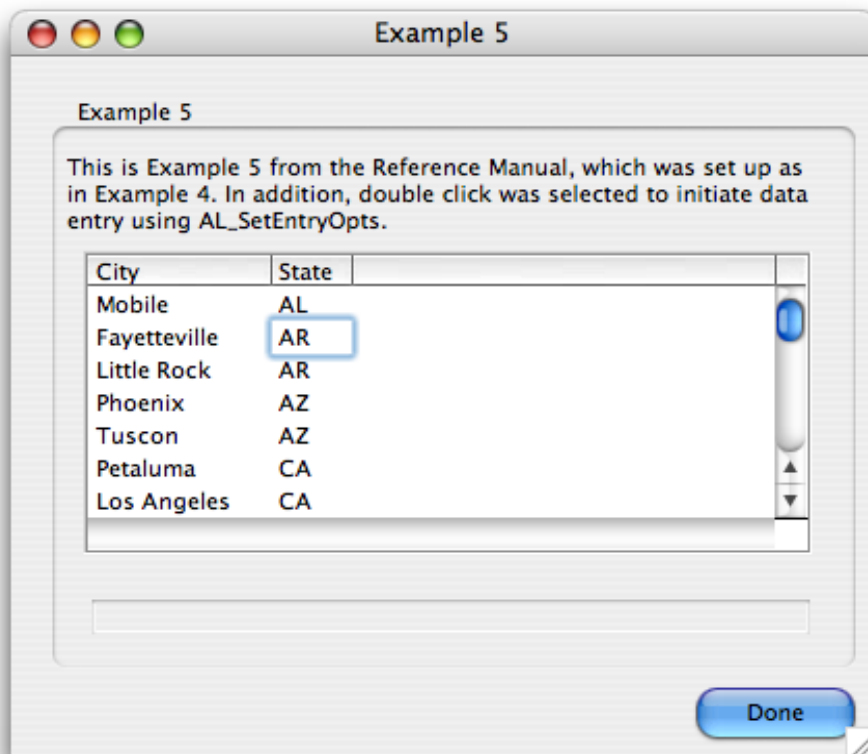 Example 5
Example 5
This is Example 5 from the Reference Manual, which was set up as
in Example 4. In addition, double click was selected to initiate data
entry using AL_SetEntryOpts.
City State
Mobile AL
Fayetteville AR
Little Rock AR
Phoenix AZ
Tuscon AZ
Petaluma CA
Los Angeles CA
Done